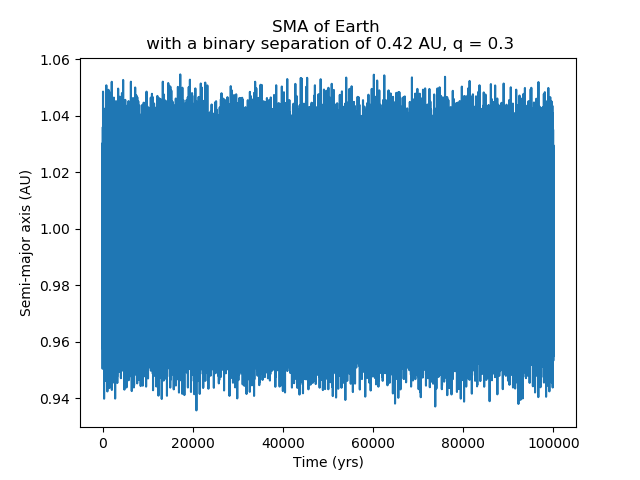 SMA of Earth
with a binary separation of 0.42 AU, q = 0.3
1.06
1.04
1.02
1.00
0.98
0.96
0.94
Semi-major axis (AU)
0 20000 40000 60000 80000 100000
Time (yrs)